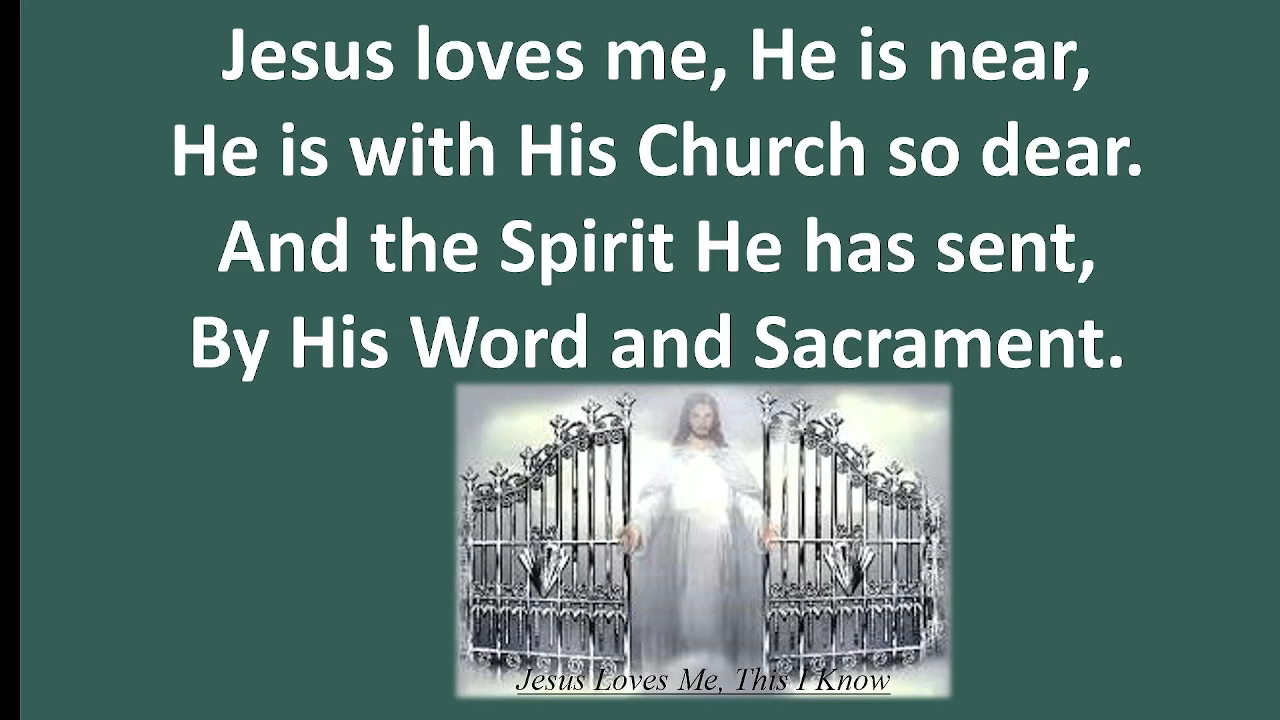 Jesus loves me, He is near,
He is with His Church so dear.
And the Spirit He has sent,
By His Word and Sacrament.
Jesus Loves Me, This I Know